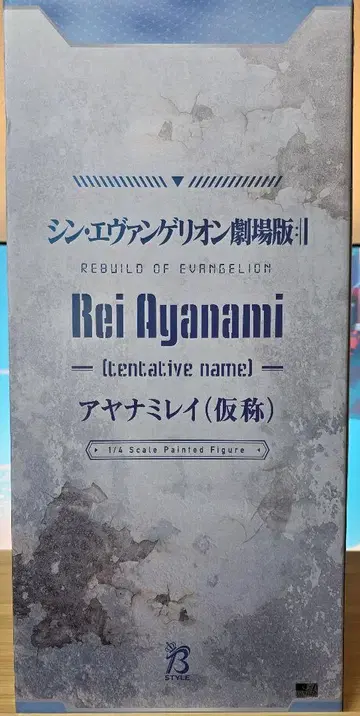 シン・エヴァンゲリオン劇場版𝄇
REBUILD OF EVANGELION
Rei Ayanami
(tentative name)
アヤナミレイ(仮称)
1/4 Scale Painted Figure
B
STYLE